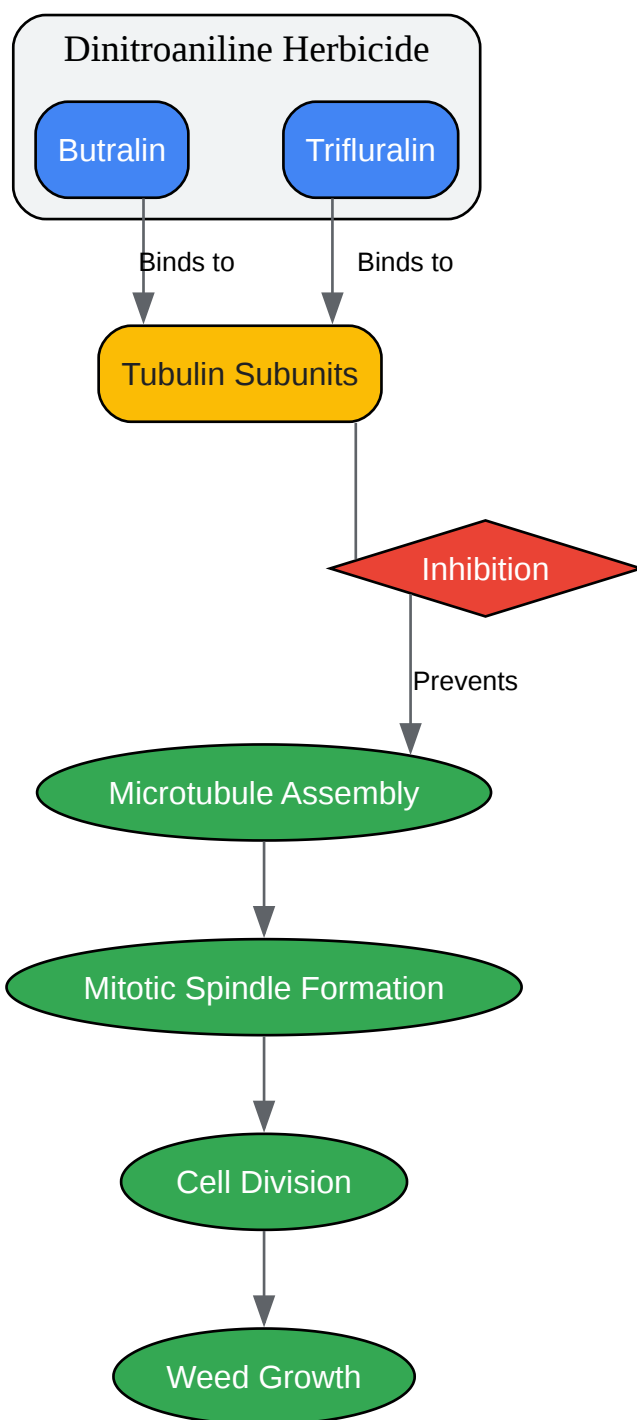 Dinitroaniline Herbicide
Butralin
Trifluralin
Binds to
Binds to
Tubulin Subunits
Inhibition
Prevents
Microtubule Assembly
Mitotic Spindle Formation
Cell Division
Weed Growth